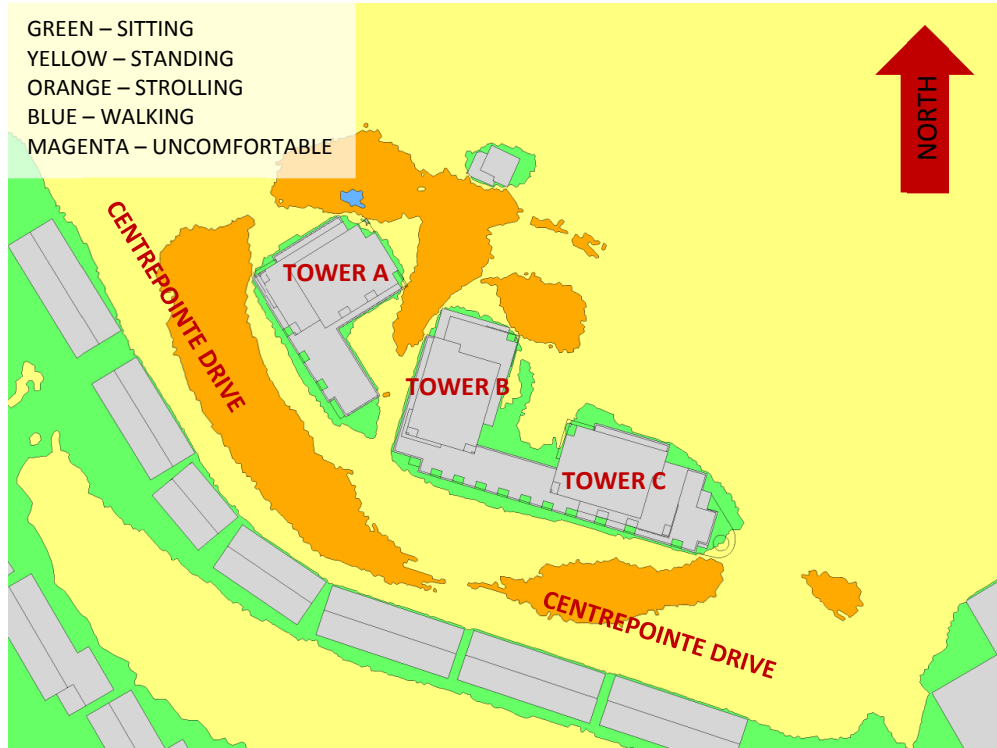 GREEN – SITTING
YELLOW – STANDING
ORANGE – STROLLING
BLUE – WALKING
MAGENTA – UNCOMFORTABLE
NORTH
CENTREPOINTE DRIVE
TOWER A
TOWER B
TOWER C
CENTREPOINTE DRIVE